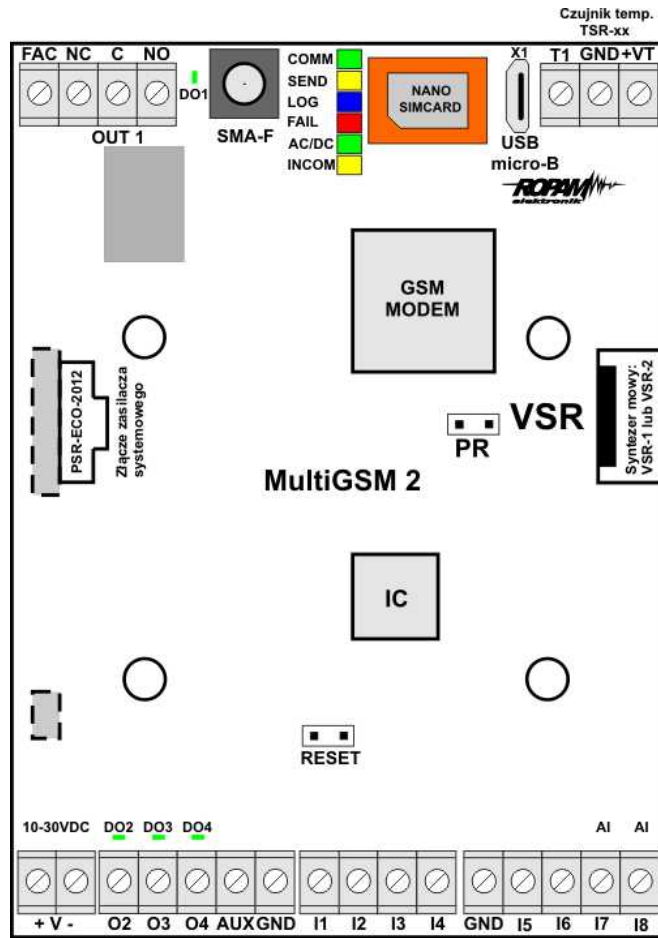 Czujnik temp.
TSR-xx
FAC NC C NO
DO1
OUT 1
SMA-F
COMM
SEND
LOG
FAIL
AC/DC
INCOM
NANO
SIMCARD
X1
USB
micro-B
T1 GND +VT
ROPAM
elektronik
GSM
MODEM
PSR-ECO-2012
Złącze zasilacza
systemowego
PR
VSR
Syntezer mowy:
VSR-1 lub VSR-2
MultiGSM 2
IC
RESET
10-30VDC DO2 DO3 DO4 AI AI
+ V - O2 O3 O4 AUX GND I1 I2 I3 I4 GND I5 I6 I7 I8